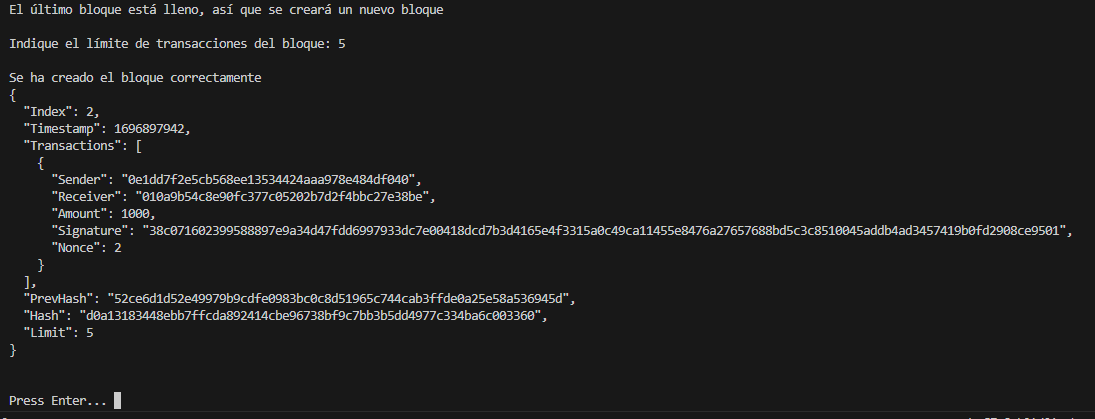 El último bloque está lleno, así que se creará un nuevo bloque
Indique el límite de transacciones del bloque: 5
Se ha creado el bloque correctamente
{
"Index": 2,
"Timestamp": 1696897942,
"Transactions": [
{
"Sender": "0e1dd7f2e5cb568ee13534424aaa978e484df040",
"Receiver": "010a9b54c8e90fc377c05202b7d2f4bbc27e38be",
"Amount": 1000,
"Signature": "38c071602399588897e9a34d47fdd6997933dc7e00418dcd7b3d4165e4f3315a0c49ca11455e8476a27657688bd5c3c8510045addb4ad3457419b0fd2908ce9501",
"Nonce": 2
}
],
"PrevHash": "52ce6d1d52e49979b9cdfe0983bc0c8d51965c744cab3ffde0a25e58a536945d",
"Hash": "d0a13183448ebb7ffcda892414cbe96738bf9c7bb3b5dd4977c334ba6c003360",
"Limit": 5
}
Press Enter...